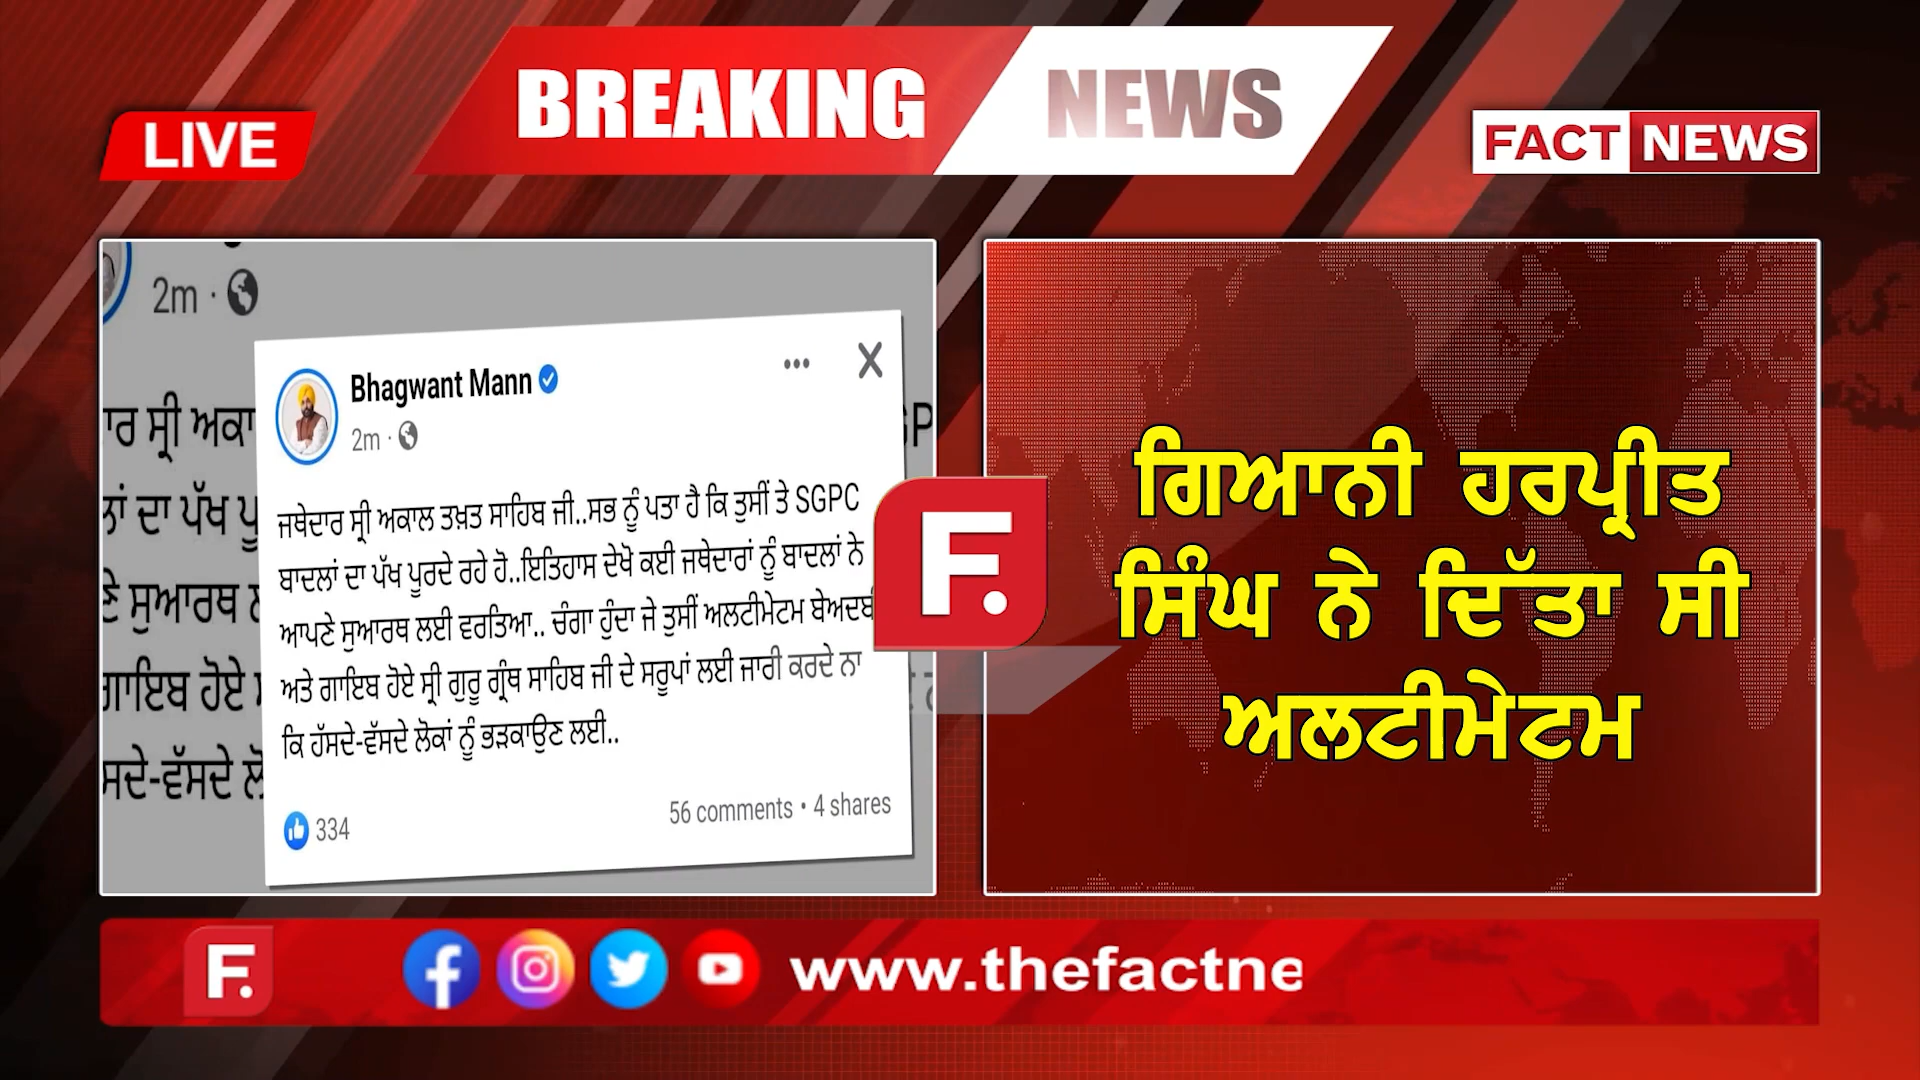 BREAKING NEWS
LIVE
FACT NEWS
2m
Bhagwant Mann
2m
ਜਥੇਦਾਰ ਸ੍ਰੀ ਅਕਾਲ ਤਖ਼ਤ ਸਾਹਿਬ ਜੀ..ਸਭ ਨੂੰ ਪਤਾ ਹੈ ਕਿ ਤੁਸੀਂ ਤੇ SGPC
ਬਾਦਲਾਂ ਦਾ ਪੱਖ ਪੂਰਦੇ ਰਹੇ ਹੋ..ਇਤਿਹਾਸ ਦੇਖੋ ਕਈ ਜਥੇਦਾਰਾਂ ਨੂੰ ਬਾਦਲਾਂ ਨੇ
ਆਪਣੇ ਸੁਆਰਥ ਲਈ ਵਰਤਿਆ.. ਚੰਗਾ ਹੁੰਦਾ ਜੇ ਤੁਸੀਂ ਅਲਟੀਮੇਟਮ
ਅਤੇ ਗਾਇਬ ਹੋਏ ਸ੍ਰੀ ਗੁਰੂ ਗ੍ਰੰਥ ਸਾਹਿਬ ਜੀ ਦੇ ਸਰੂਪਾਂ ਲਈ ਜਾਰੀ ਕਰਦੇ ਨਾ
ਕਿ ਹੱਸਦੇ-ਵੱਸਦੇ ਲੋਕਾਂ ਨੂੰ ਭੜਕਾਉਣ ਲਈ..
334
56 comments • 4 shares
F.
ਗਿਆਨੀ ਹਰਪ੍ਰੀਤ
ਸਿੰਘ ਨੇ ਦਿੱਤਾ ਸੀ
ਅਲਟੀਮੇਟਮ
F.
www.thefactne